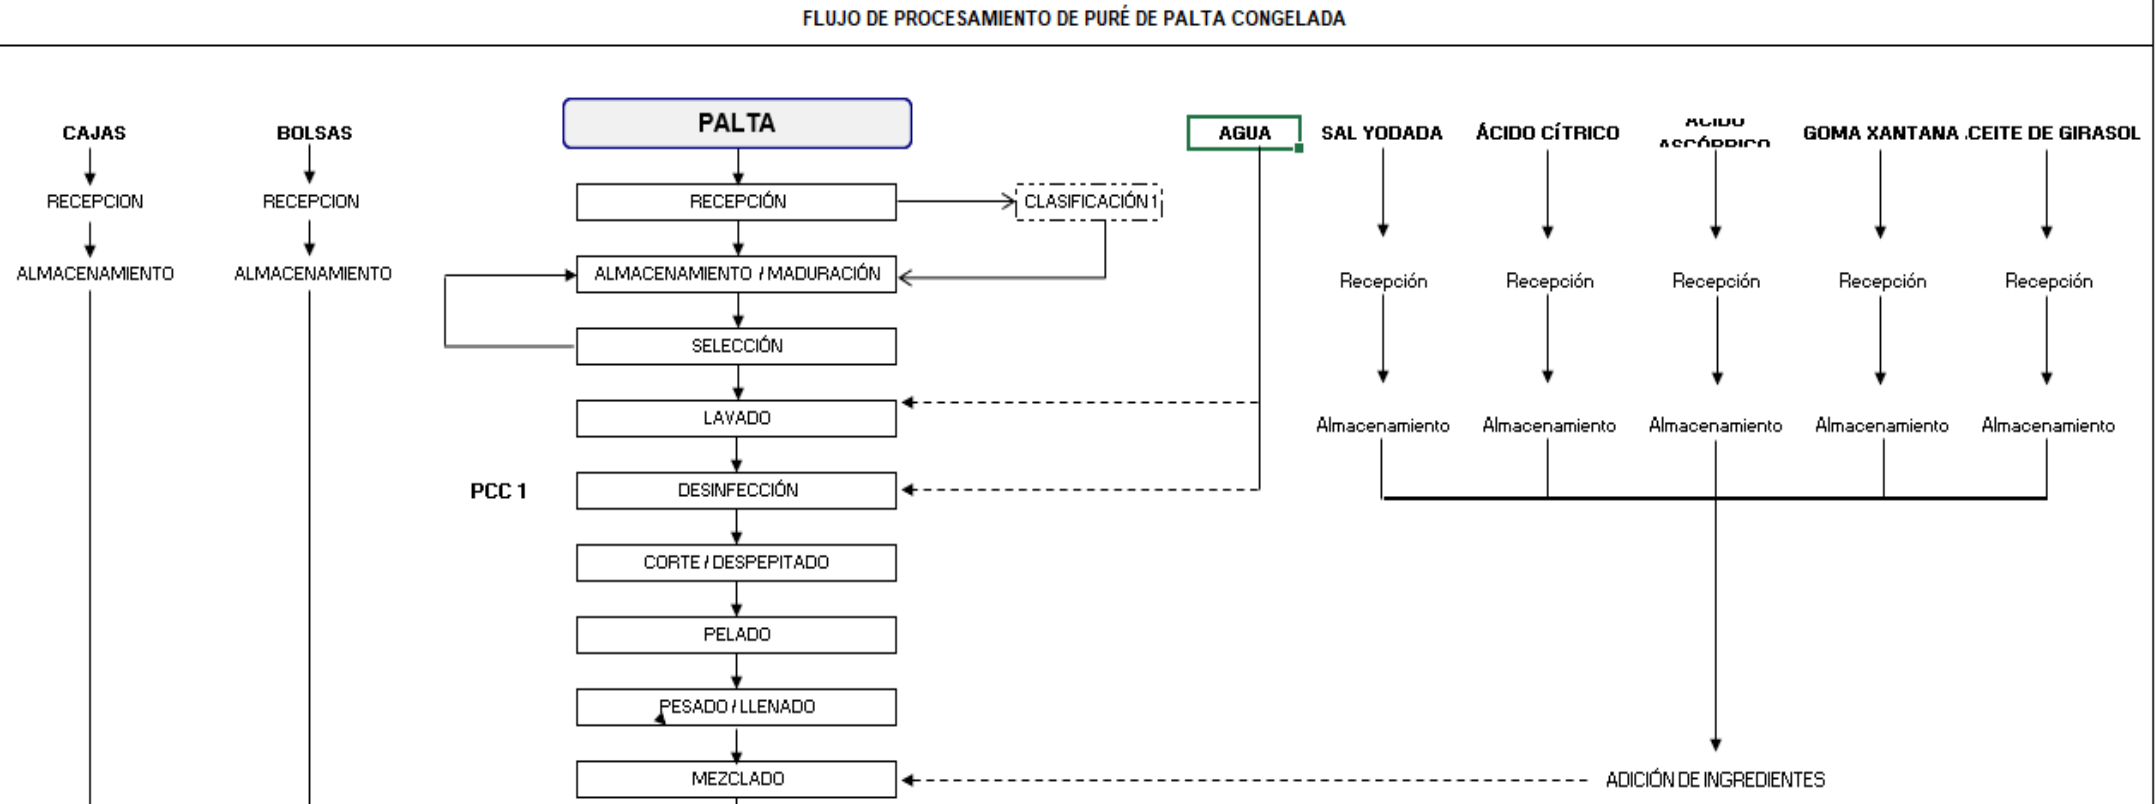 FLUJO DE PROCESAMIENTO DE PURÉ DE PALTA CONGELADA
CAJAS
BOLSAS
PALTA
AGUA
SAL YODADA
ÁCIDO CÍTRICO
ÁCIDO
ASCÓRBICO
GOMA XANTANA
.CEITE DE GIRASOL
RECEPCION
RECEPCION
RECEPCIÓN
CLASIFICACIÓN 1
ALMACENAMIENTO
ALMACENAMIENTO
ALMACENAMIENTO / MADURACIÓN
Recepción
Recepción
Recepción
Recepción
Recepción
SELECCIÓN
LAVADO
Almacenamiento
Almacenamiento
Almacenamiento
Almacenamiento
Almacenamiento
PCC 1
DESINFECCIÓN
CORTE / DESPEPITADO
PELADO
PESADO / LLENADO
MEZCLADO
ADICIÓN DE INGREDIENTES